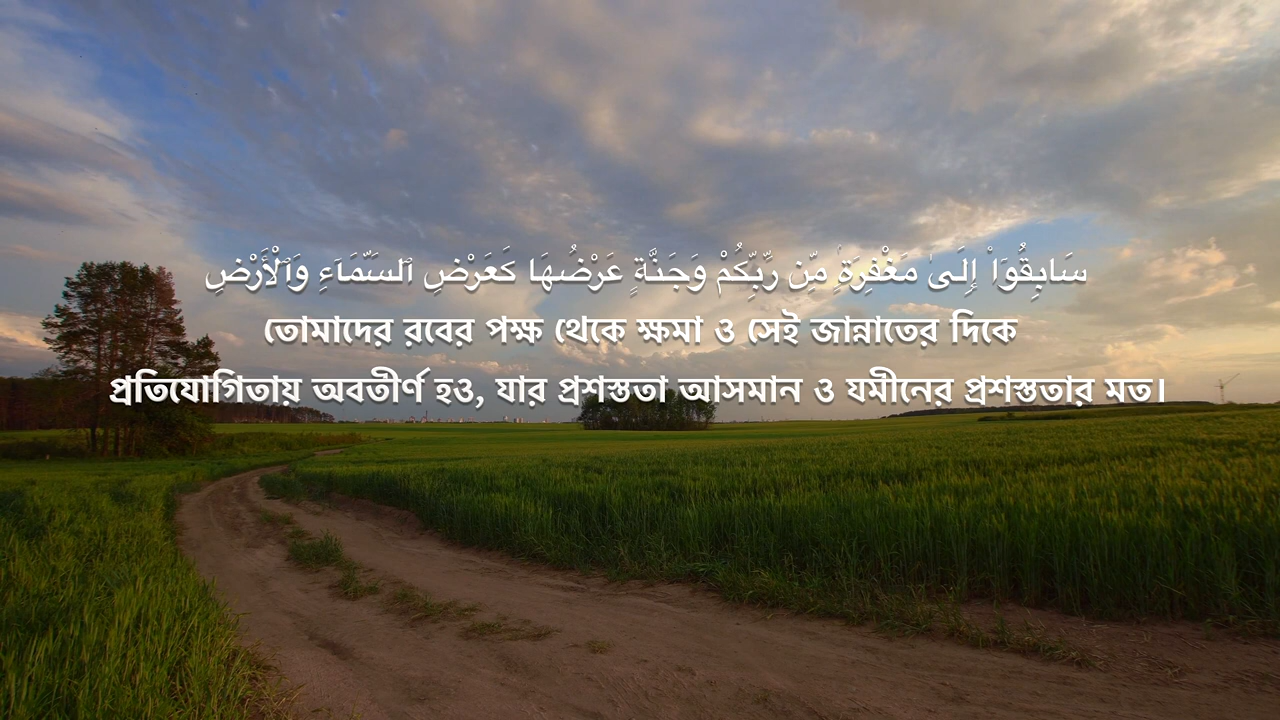 سَابِقُوٓا۟ إِلَىٰ مَغْفِرَةٍۢ مِّن رَّبِّكُمْ وَجَنَّةٍ عَرْضُهَا كَعَرْضِ ٱلسَّمَآءِ وَٱلْأَرْضِ
তোমাদের রবের পক্ষ থেকে ক্ষমা ও সেই জান্নাতের দিকে
প্রতিযোগিতায় অবতীর্ণ হও, যার প্রশস্ততা আসমান ও যমীনের প্রশস্ততার মত।